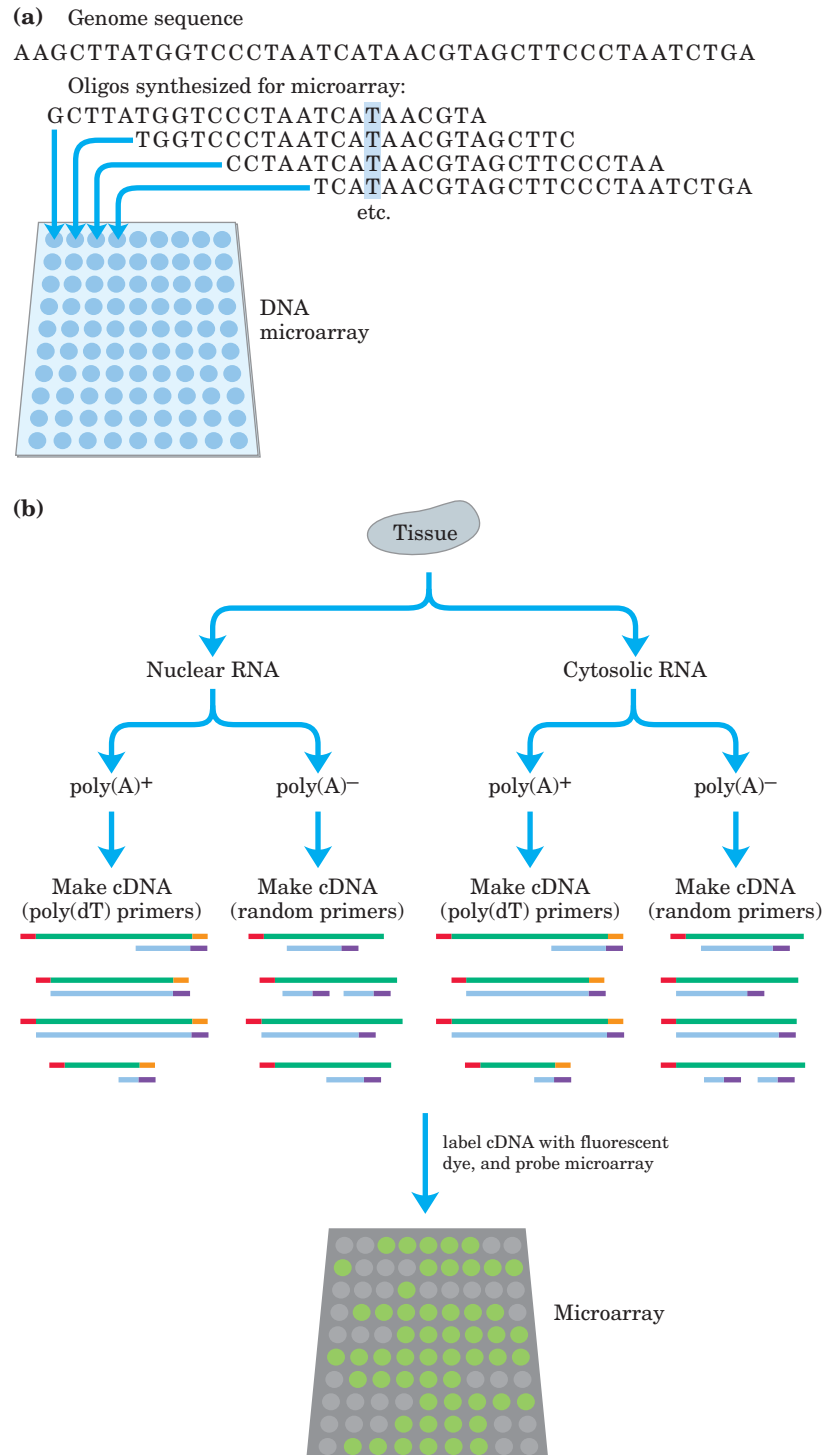 (a) Genome sequence
AAGCTTATGGTCCCTAATCATAACGTAGCTTCCCTAATCTGA
Oligos synthesized for microarray:
GCTTATGGTCCCTAATCATAACGTA
TGGTCCCTAATCATAACGTAGCTTC
CCTAATCATAACGTAGCTTCCCTAA
TCATAACGTAGCTTCCCTAATCTGA
etc.
DNA
microarray
(b)
Tissue
Nuclear RNA Cytosolic RNA
poly(A)+ poly(A)– poly(A)+ poly(A)–
Make cDNA Make cDNA Make cDNA Make cDNA
(poly(dT) primers) (random primers) (poly(dT) primers) (random primers)
label cDNA with fluorescent
dye, and probe microarray
Microarray